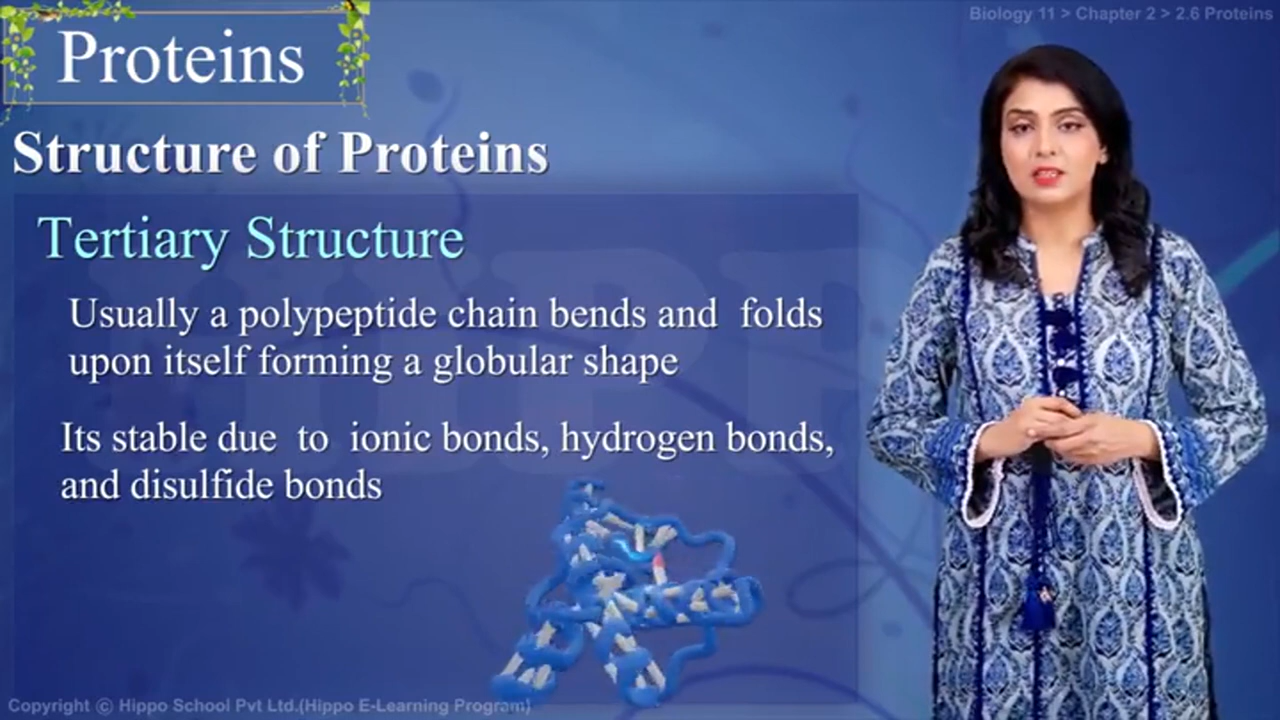 Biology 11 > Chapter 2 > 2.6 Proteins
Proteins
Structure of Proteins
Tertiary Structure
Usually a polypeptide chain bends and folds
upon itself forming a globular shape
Its stable due to ionic bonds, hydrogen bonds,
and disulfide bonds
Copyright © Hippo School Pvt Ltd.(Hippo E-Learning Program)